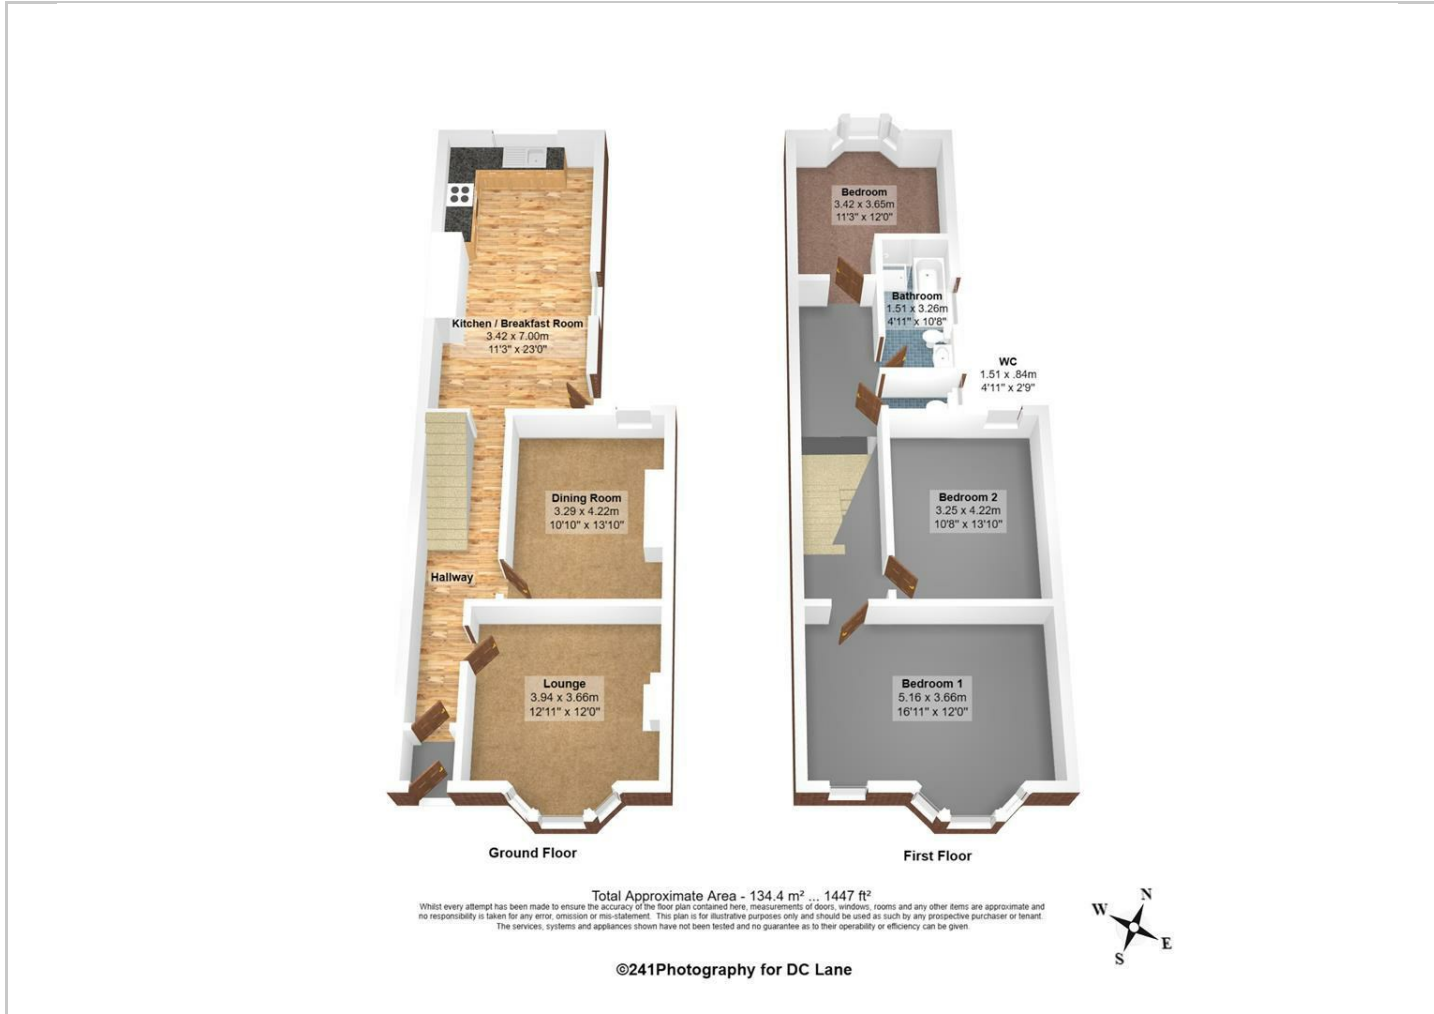 Kitchen / Breakfast Room
3.42 x 7.00m
11'3" x 23'0"
Dining Room
3.29 x 4.22m
10'10" x 13'10"
Hallway
Lounge
3.94 x 3.66m
12'11" x 12'0"
Ground Floor
Bedroom
3.42 x 3.65m
11'3" x 12'0"
Bathroom
1.51 x 3.26m
4'11" x 10'8"
WC
1.51 x .84m
4'11" x 2'9"
Bedroom 2
3.25 x 4.22m
10'8" x 13'10"
Bedroom 1
5.16 x 3.66m
16'11" x 12'0"
First Floor
Total Approximate Area - 134.4 m² ... 1447 ft²
Whilst every attempt has been made to ensure the accuracy of the floor plan contained here, measurements of doors, windows, rooms and any other items are approximate and
no responsibility is taken for any error, omission or mis-statement. This plan is for illustrative purposes only and should be used as such by any prospective purchaser or tenant.
The services, systems and appliances shown have not been tested and no guarantee as to their operability or efficiency can be given.
©241Photography for DC Lane
N
W
E
S